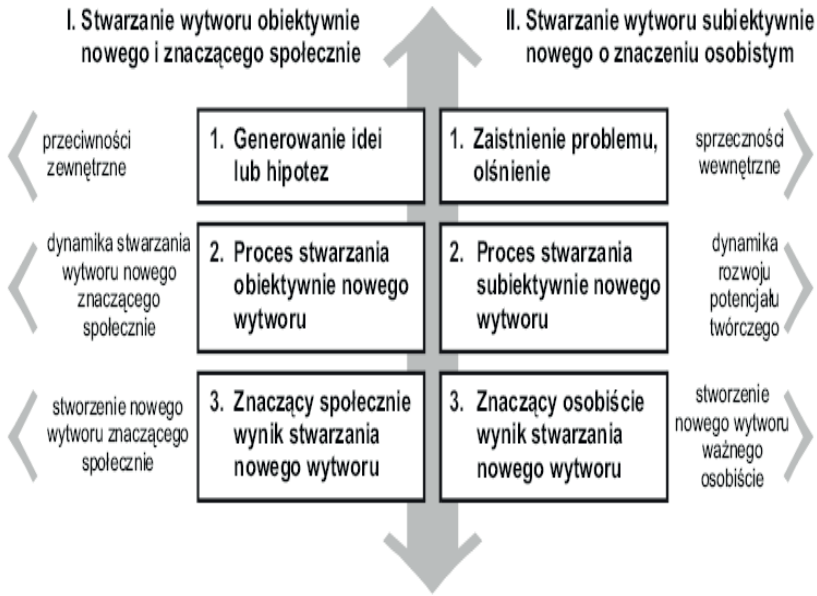 I. Stwarzanie wytworu obiektywnie
nowego i znaczącego społecznie
II. Stwarzanie wytworu subiektywnie
nowego o znaczeniu osobistym
przeciwności
zewnętrzne
1. Generowanie idei
lub hipotez
1. Zaistnienie problemu,
olśnienie
sprzeczności
wewnętrzne
dynamika stwarzania
wytworu nowego
znaczącego
społecznie
2. Proces stwarzania
obiektywnie nowego
wytworu
2. Proces stwarzania
subiektywnie nowego
wytworu
dynamika
rozwoju
potencjału
twórczego
stworzenie nowego
wytworu znaczącego
społecznie
3. Znaczący społecznie
wynik stwarzania
nowego wytworu
3. Znaczący osobiście
wynik stwarzania
nowego wytworu
stworzenie
nowego wytworu
ważnego
osobiście